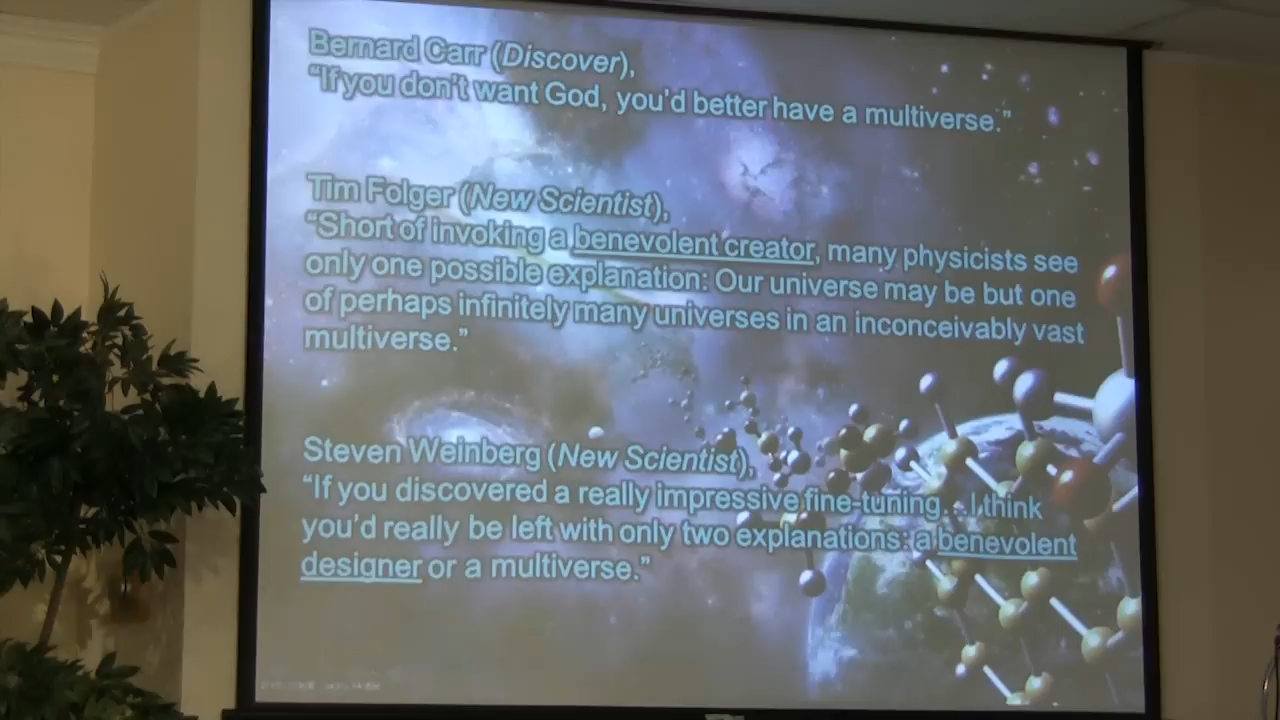 Bernard Carr (Discover),
“If you don't want God, you'd better have a multiverse.”
Tim Folger (New Scientist),
“Short of invoking a benevolent creator, many physicists see
only one possible explanation: Our universe may be but one
of perhaps infinitely many universes in an inconceivably vast
multiverse.”
Steven Weinberg (New Scientist),
“If you discovered a really impressive fine-tuning...I think
you'd really be left with only two explanations: a benevolent
designer or a multiverse.”